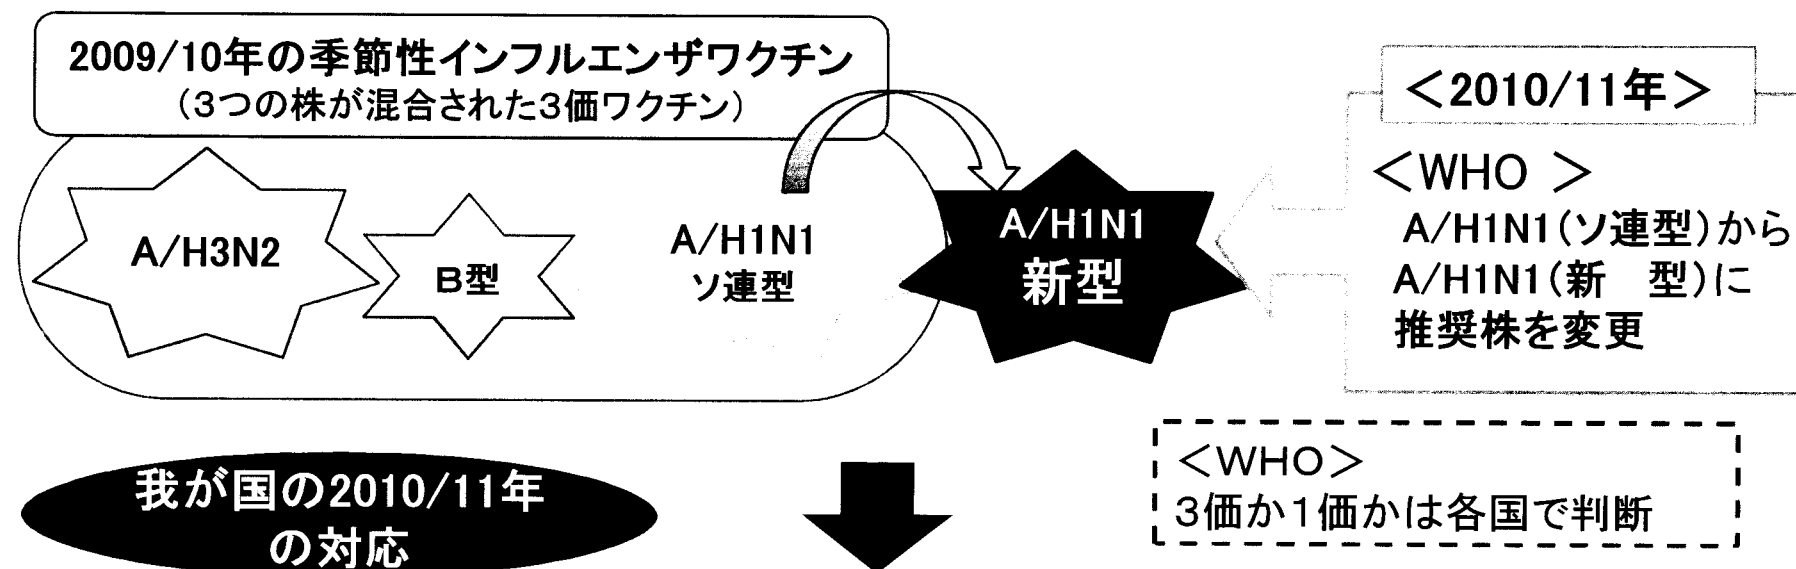 2009/10年の季節性インフルエンザワクチン
(3つの株が混合された3価ワクチン)
A/H3N2
B型
A/H1N1
ソ連型
A/H1N1
新型
<2010/11年>
<WHO >
A/H1N1(ソ連型)から
A/H1N1(新　型)に
推奨株を変更
<WHO>
3価か1価かは各国で判断
我が国の2010/11年
の対応